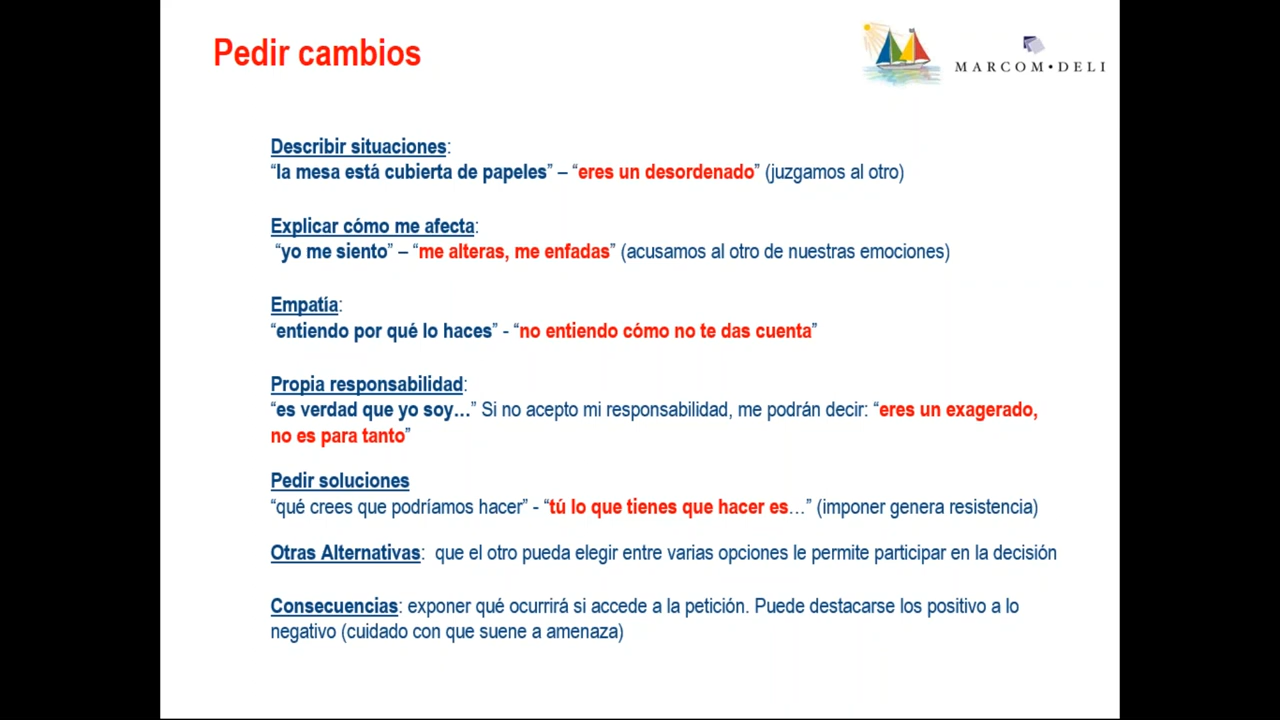 Pedir cambios
MARCOM•DELI
Describir situaciones:
“la mesa está cubierta de papeles” – “eres un desordenado” (juzgamos al otro)
Explicar cómo me afecta:
“yo me siento” – “me alteras, me enfadas” (acusamos al otro de nuestras emociones)
Empatía:
“entiendo por qué lo haces” - “no entiendo cómo no te das cuenta”
Propia responsabilidad:
“es verdad que yo soy…” Si no acepto mi responsabilidad, me podrán decir: “eres un exagerado,
no es para tanto”
Pedir soluciones
“qué crees que podríamos hacer” - “tú lo que tienes que hacer es…” (imponer genera resistencia)
Otras Alternativas: que el otro pueda elegir entre varias opciones le permite participar en la decisión
Consecuencias: exponer qué ocurrirá si accede a la petición. Puede destacarse los positivo a lo
negativo (cuidado con que suene a amenaza)